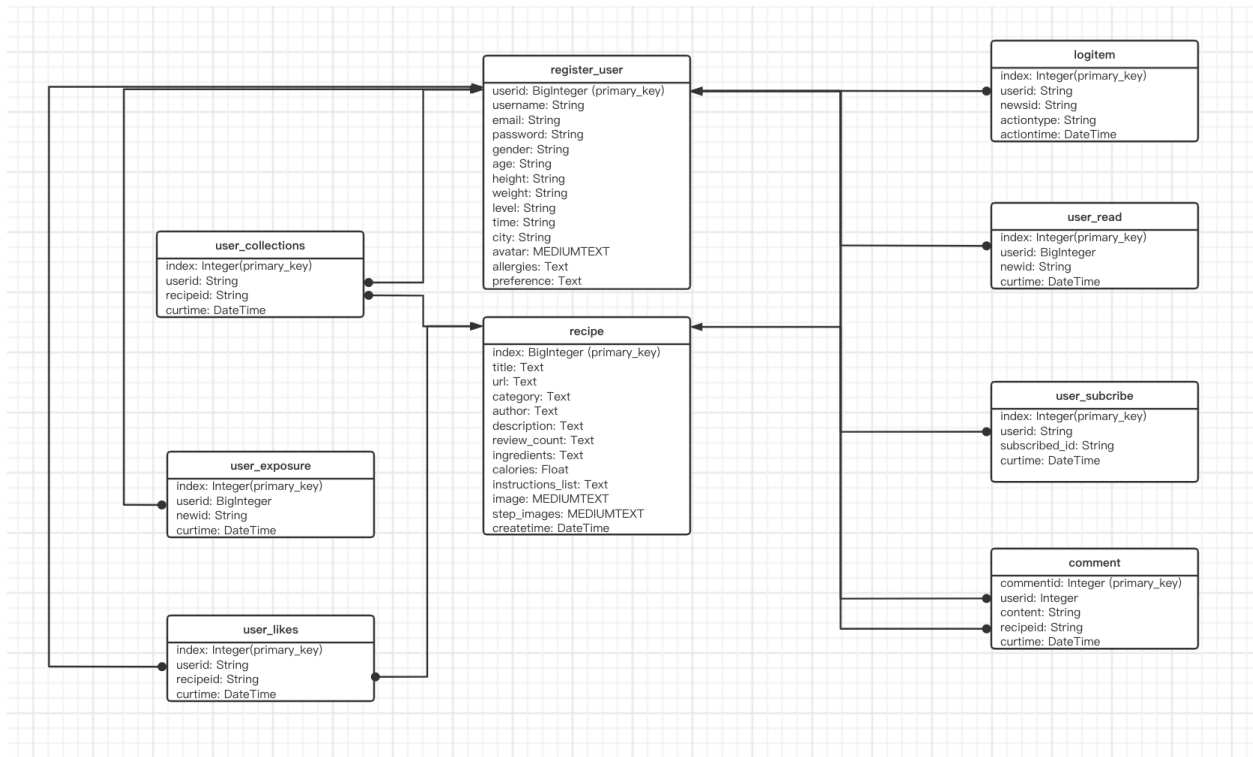 register_user
userid: BigInteger (primary_key)
username: String
email: String
password: String
gender: String
age: String
height: String
weight: String
level: String
time: String
city: String
avatar: MEDIUMTEXT
allergies: Text
preference: Text
logitem
index: Integer(primary_key)
userid: String
newsid: String
actiontype: String
actiontime: DateTime
user_collections
index: Integer(primary_key)
userid: String
recipeid: String
curtime: DateTime
user_read
index: Integer(primary_key)
userid: BigInteger
newid: String
curtime: DateTime
recipe
index: BigInteger (primary_key)
title: Text
url: Text
category: Text
author: Text
description: Text
review_count: Text
ingredients: Text
calories: Float
instructions_list: Text
image: MEDIUMTEXT
step_images: MEDIUMTEXT
createtime: DateTime
user_subcribe
index: Integer(primary_key)
userid: String
subscribed_id: String
curtime: DateTime
user_exposure
index: Integer(primary_key)
userid: BigInteger
newid: String
curtime: DateTime
comment
commentid: Integer (primary_key)
userid: Integer
content: String
recipeid: String
curtime: DateTime
user_likes
index: Integer(primary_key)
userid: String
recipeid: String
curtime: DateTime